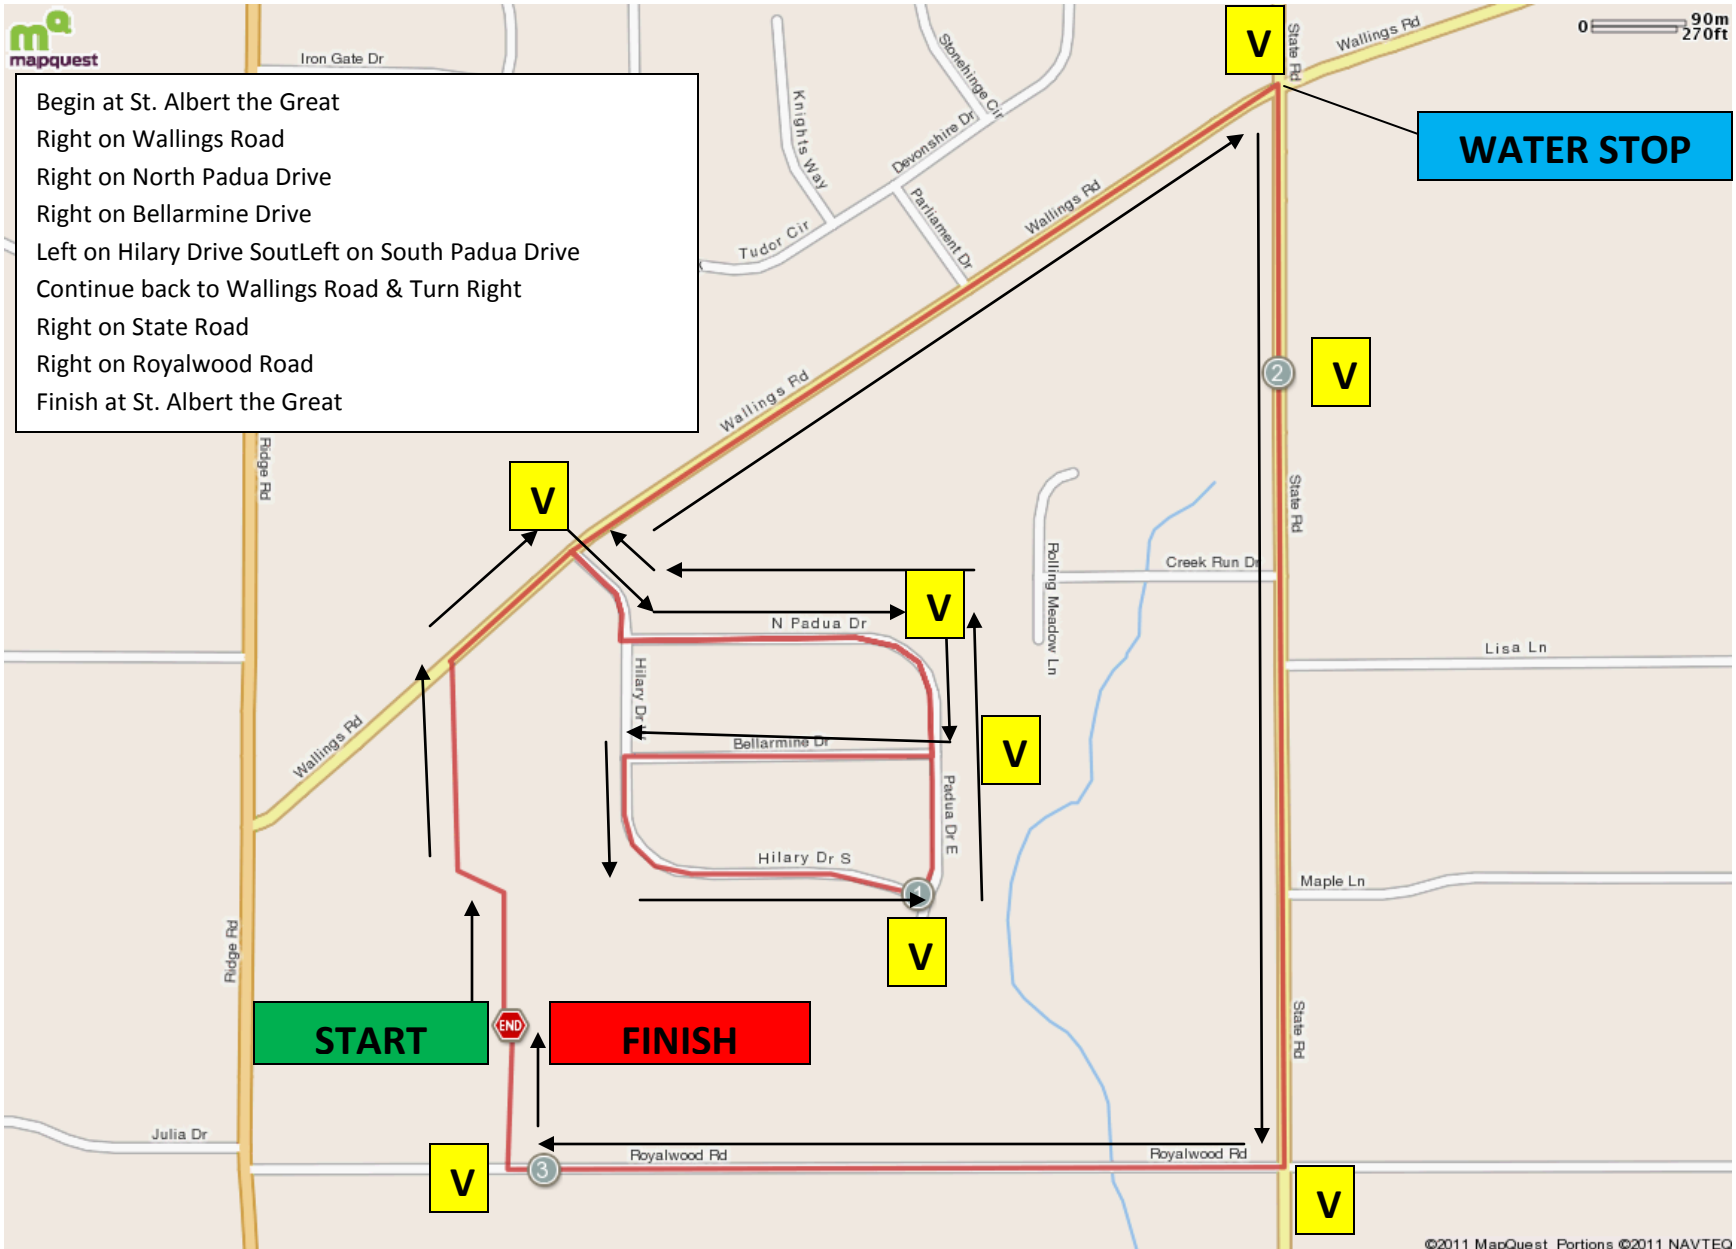 mapquest
Iron Gate Dr
Begin at St. Albert the Great
Right on Wallings Road
Right on North Padua Drive
Right on Bellarmine Drive
Left on Hilary Drive SoutLeft on South Padua Drive
Continue back to Wallings Road & Turn Right
Right on State Road
Right on Royalwood Road
Finish at St. Albert the Great
Knights Way
Stonehinge Cir
Devonshire Dr
Tudor Cir
Parliament Dr
V
State Rd
Wallings Rd
0 90m
270ft
WATER STOP
Wallings Rd
Wallings Rd
2
V
Ridge Rd
V
State Rd
Rolling Meadow Ln
Creek Run Dr
V
N Padua Dr
Hilary Dr W
Lisa Ln
Wallings Rd
Bellarmine Dr
V
Padua Dr E
Hilary Dr S
1
Maple Ln
V
Ridge Rd
START
END
FINISH
State Rd
Julia Dr
V
3
Royalwood Rd
Royalwood Rd
V
©2011 MapQuest Portions ©2011 NAVTEQ